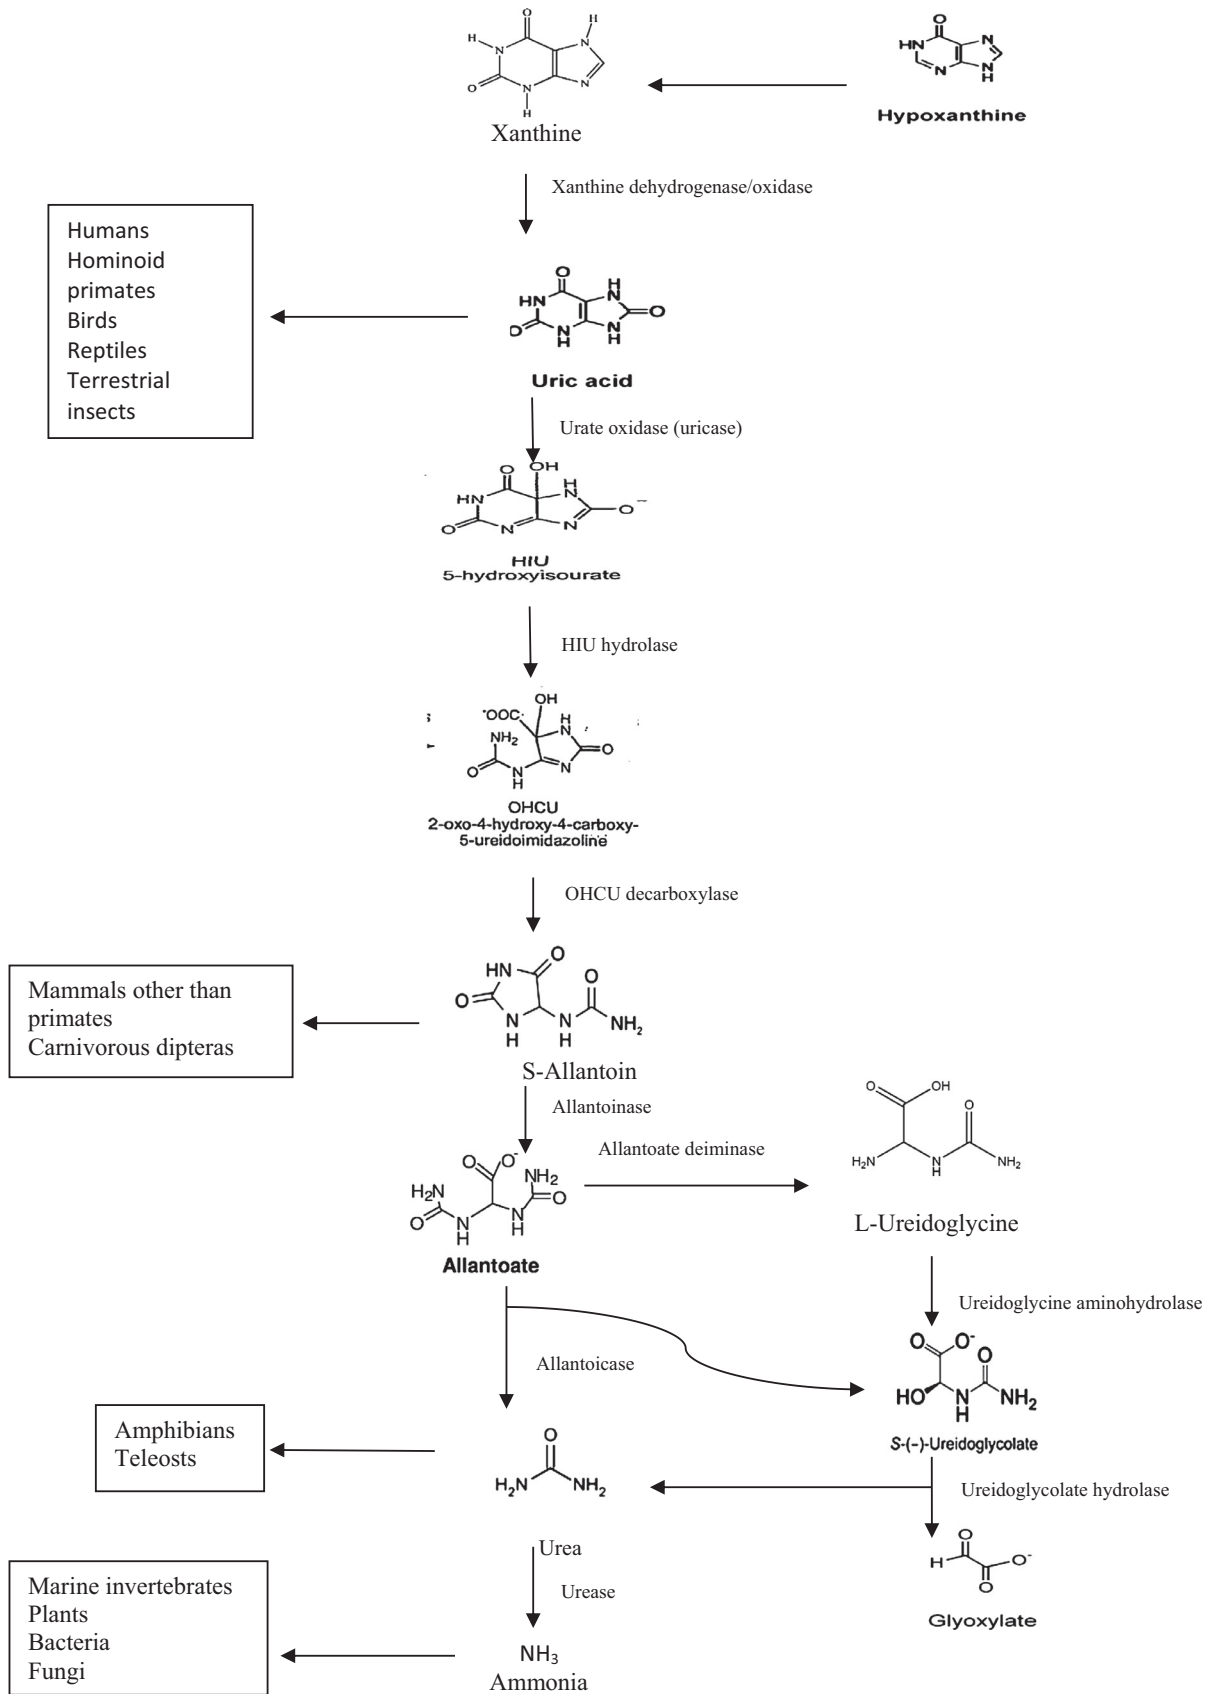 Xanthine
Hypoxanthine
Xanthine dehydrogenase/oxidase
Humans
Hominoid
primates
Birds
Reptiles
Terrestrial
insects
Uric acid
Urate oxidase (uricase)
HIU
5-hydroxyisourate
HIU hydrolase
OHCU
2-oxo-4-hydroxy-4-carboxy-
5-ureidoimidazoline
OHCU decarboxylase
Mammals other than
primates
Carnivorous dipteras
S-Allantoin
Allantoinase
Allantoate deiminase
L-Ureidoglycine
Allantoate
Ureidoglycine aminohydrolase
Allantoicase
S-(-)-Ureidoglycolate
Amphibians
Teleosts
Ureidoglycolate hydrolase
Urea
Urease
Glyoxylate
Marine invertebrates
Plants
Bacteria
Fungi
NH3
Ammonia